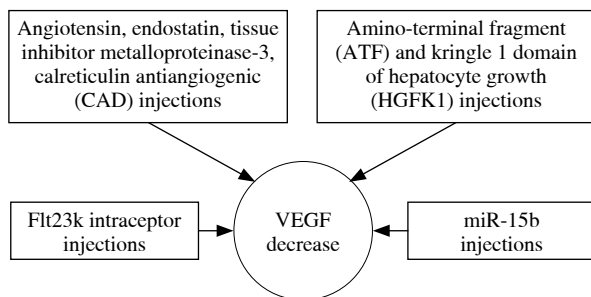 Angiotensin, endostatin, tissue
inhibitor metalloproteinase-3,
calreticulin antiangiogenic
(CAD) injections
Amino-terminal fragment
(ATF) and kringle 1 domain
of hepatocyte growth
(HGFK1) injections
Flt23k intraceptor
injections
VEGF
decrease
miR-15b
injections